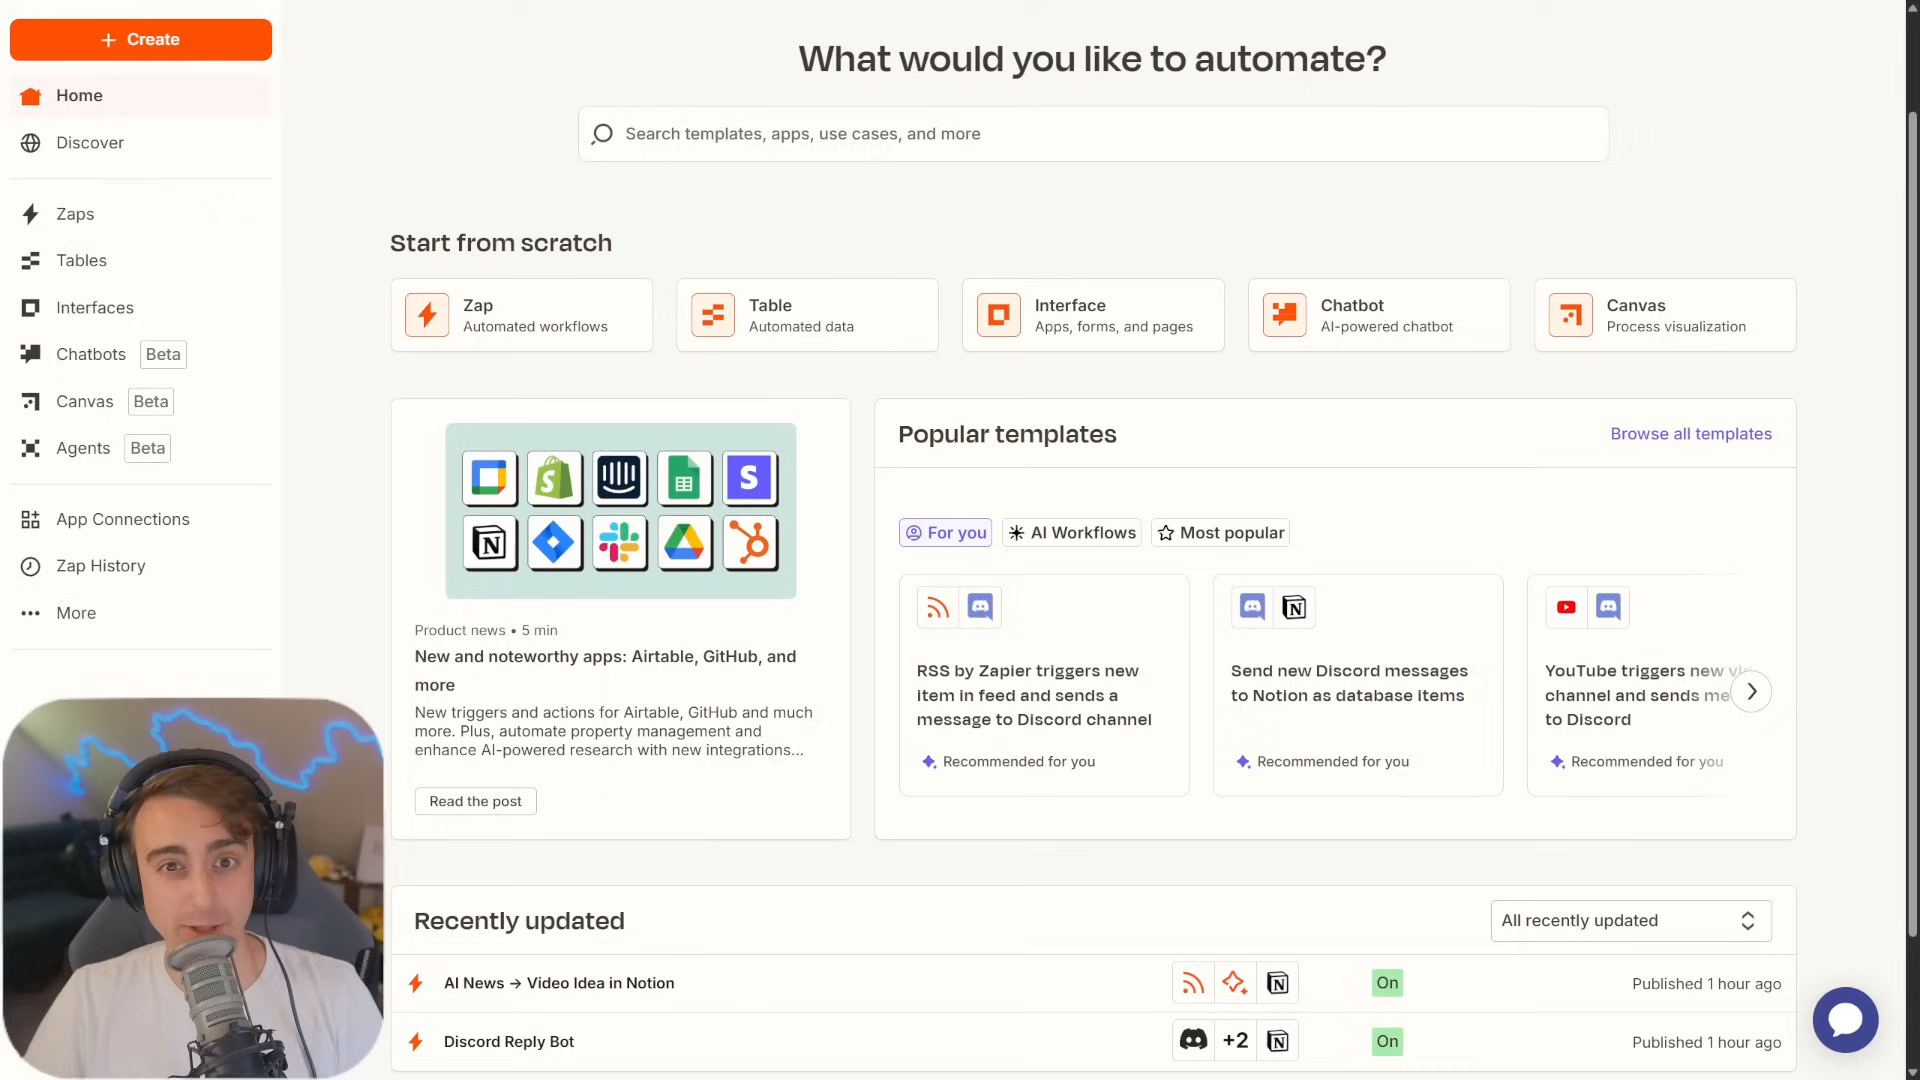 Create
Home
Discover
Zaps
Tables
Interfaces
Chatbots Beta
Canvas Beta
Agents Beta
App Connections
Zap History
More
What would you like to automate?
Search templates, apps, use cases, and more
Start from scratch
Zap
Automated workflows
Table
Automated data
Interface
Apps, forms, and pages
Chatbot
AI-powered chatbot
Canvas
Process visualization
S
N
Product news • 5 min
New and noteworthy apps: Airtable, GitHub, and
more
New triggers and actions for Airtable, GitHub and much
more. Plus, automate property management and
enhance AI-powered research with new integrations...
Read the post
Popular templates
Browse all templates
For you
AI Workflows
Most popular
RSS by Zapier triggers new
item in feed and sends a
message to Discord channel
Recommended for you
N
Send new Discord messages
to Notion as database items
Recommended for you
YouTube triggers new
channel and sends me
to Discord
Recommended for you
Recently updated
All recently updated
AI News → Video Idea in Notion
N
On
Published 1 hour ago
Discord Reply Bot
+2
N
On
Published 1 hour ago